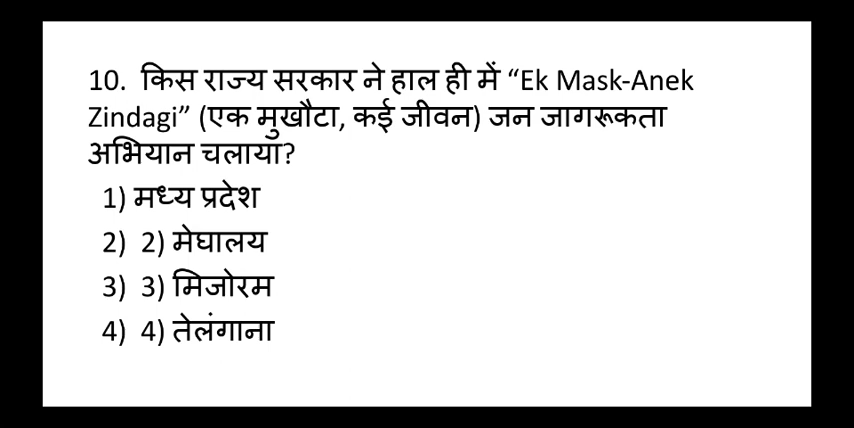 10. किस राज्य सरकार ने हाल ही में “Ek Mask-Anek
Zindagi” (एक मुखौटा, कई जीवन) जन जागरूकता
अभियान चलाया?
1) मध्य प्रदेश
2) 2) मेघालय
3) 3) मिजोरम
4) 4) तेलंगाना